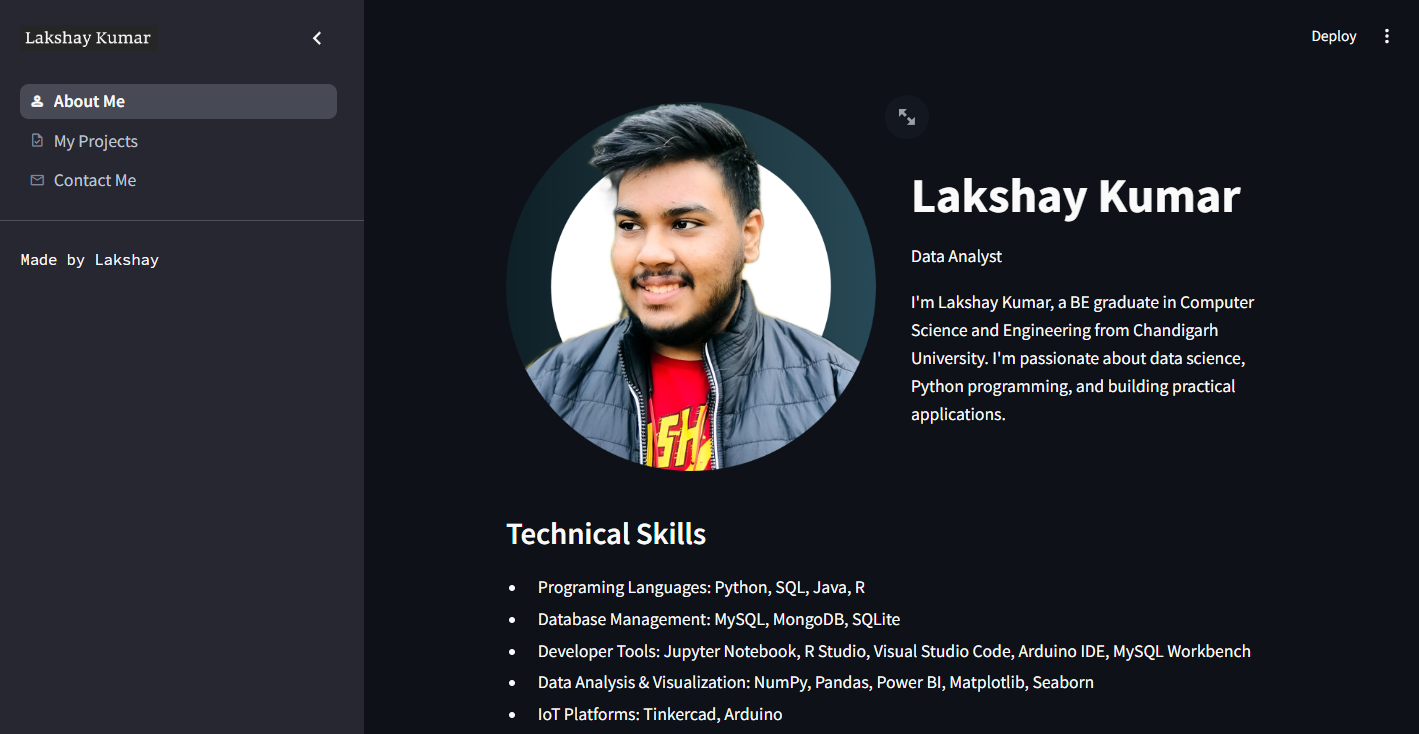 Lakshay Kumar
About Me
My Projects
Contact Me
Made by Lakshay
Deploy
Lakshay Kumar
Data Analyst
I'm Lakshay Kumar, a BE graduate in Computer
Science and Engineering from Chandigarh
University. I'm passionate about data science,
Python programming, and building practical
applications.
Technical Skills
• Programing Languages: Python, SQL, Java, R
• Database Management: MySQL, MongoDB, SQLite
• Developer Tools: Jupyter Notebook, R Studio, Visual Studio Code, Arduino IDE, MySQL Workbench
• Data Analysis & Visualization: NumPy, Pandas, Power BI, Matplotlib, Seaborn
• IoT Platforms: Tinkercad, Arduino